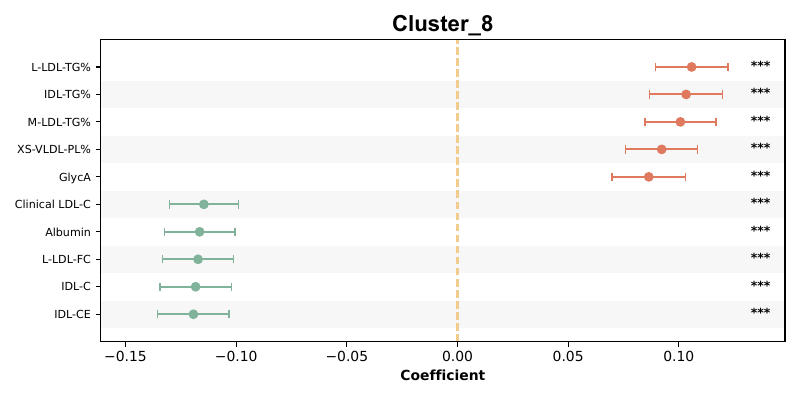 Cluster_8
L-LDL-TG% ***
IDL-TG% ***
M-LDL-TG% ***
XS-VLDL-PL% ***
GlycA ***
Clinical LDL-C ***
Albumin ***
L-LDL-FC ***
IDL-C ***
IDL-CE ***
−0.15 −0.10 −0.05 0.00 0.05 0.10
Coefficient